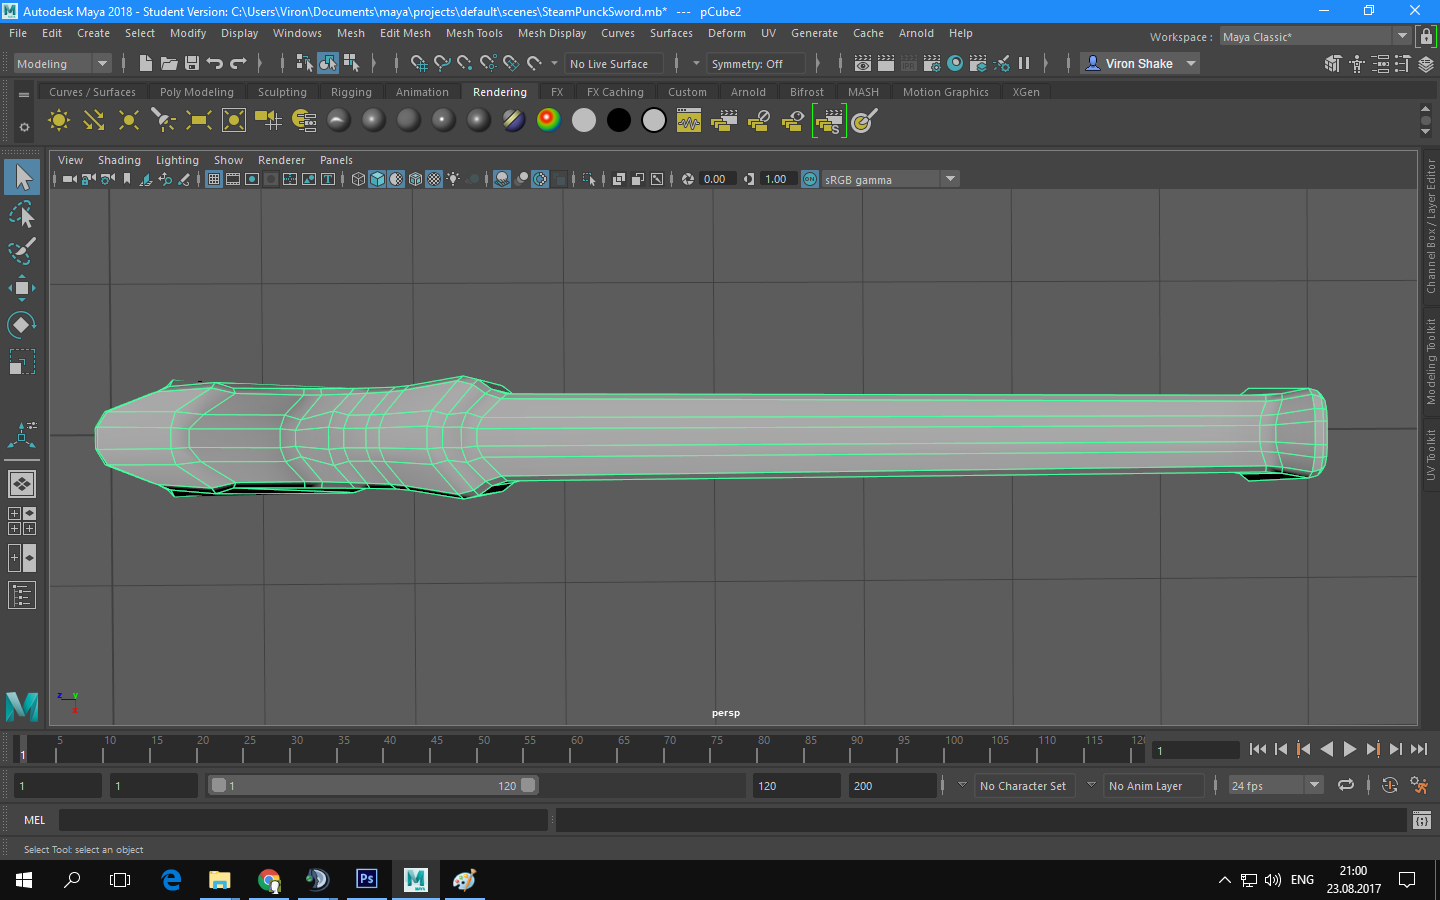 Autodesk Maya 2018 - Student Version: C:\Users\Viron\Documents\maya\projects\default\scenes\SteamPunckSword.mb* --- pCube2
File Edit Create Select Modify Display Windows Mesh Edit Mesh Mesh Tools Mesh Display Curves Surfaces Deform UV Generate Cache Arnold Help
Workspace : Maya Classic*
Modeling No Live Surface Symmetry: Off Viron Shake
Curves / Surfaces Poly Modeling Sculpting Rigging Animation Rendering FX FX Caching Custom Arnold Bifrost MASH Motion Graphics XGen
View Shading Lighting Show Renderer Panels
0.00 1.00 ON sRGB gamma
Channel Box / Layer Editor
Modeling Toolkit
UV Toolkit
z y
x
persp
5 10 15 20 25 30 35 40 45 50 55 60 65 70 75 80 85 90 95 100 105 110 115 120
1 1
1 1 1 120 120 200 No Character Set No Anim Layer 24 fps
MEL
Select Tool: select an object
Ps
MAYA
ENG
21:00
23.08.2017